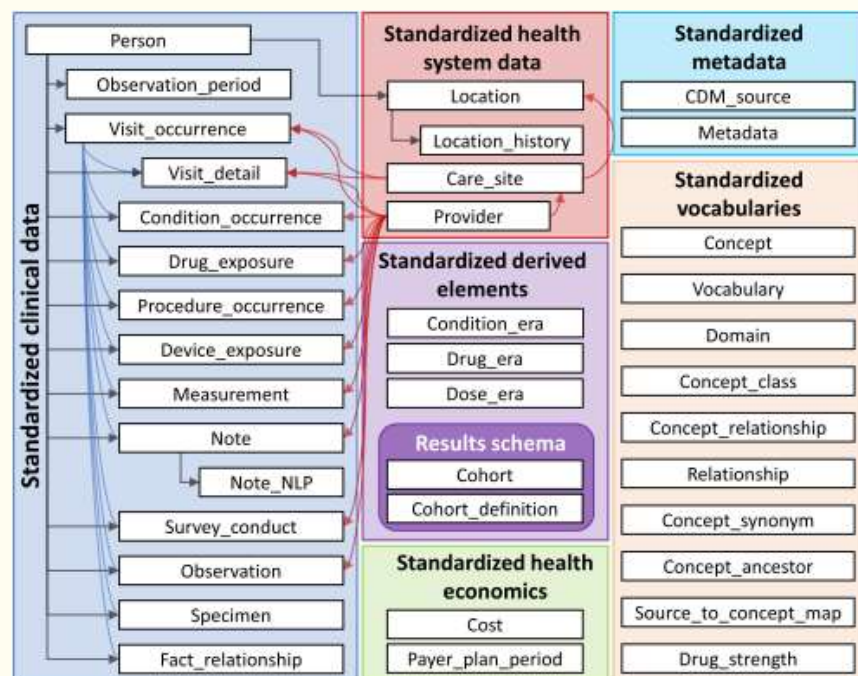 Standardized clinical data
Person
Observation_period
Visit_occurrence
Visit_detail
Condition_occurrence
Drug_exposure
Procedure_occurrence
Device_exposure
Measurement
Note
Note_NLP
Survey_conduct
Observation
Specimen
Fact_relationship
Standardized health
system data
Location
Location_history
Care_site
Provider
Standardized derived
elements
Condition_era
Drug_era
Dose_era
Results schema
Cohort
Cohort_definition
Standardized health
economics
Cost
Payer_plan_period
Standardized
metadata
CDM_source
Metadata
Standardized
vocabularies
Concept
Vocabulary
Domain
Concept_class
Concept_relationship
Relationship
Concept_synonym
Concept_ancestor
Source_to_concept_map
Drug_strength